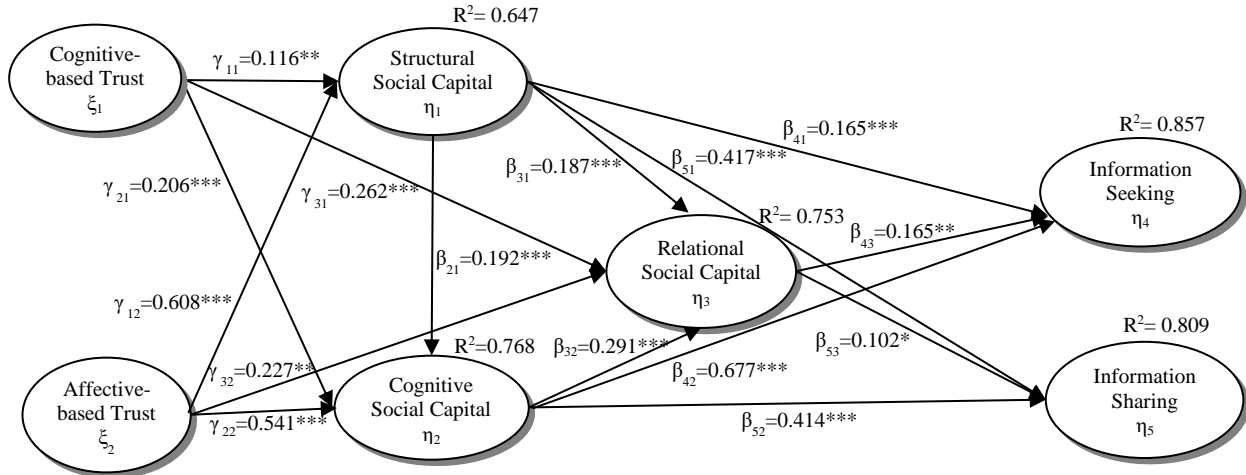 R²= 0.647
Cognitive-
based Trust
ξ₁
γ₁₁=0.116**
Structural
Social Capital
η₁
β₄₁=0.165***
R²= 0.857
β₅₁=0.417***
Information
Seeking
η₄
β₃₁=0.187***
γ₂₁=0.206***
γ₃₁=0.262***
R²= 0.753
β₄₃=0.165**
Relational
Social Capital
η₃
β₂₁=0.192***
γ₁₂=0.608***
R²= 0.809
R²=0.768
β₃₂=0.291***
β₅₃=0.102*
γ₃₂=0.227**
β₄₂=0.677***
Affective-
based Trust
ξ₂
Cognitive
Social Capital
η₂
Information
Sharing
η₅
γ₂₂=0.541***
β₅₂=0.414***